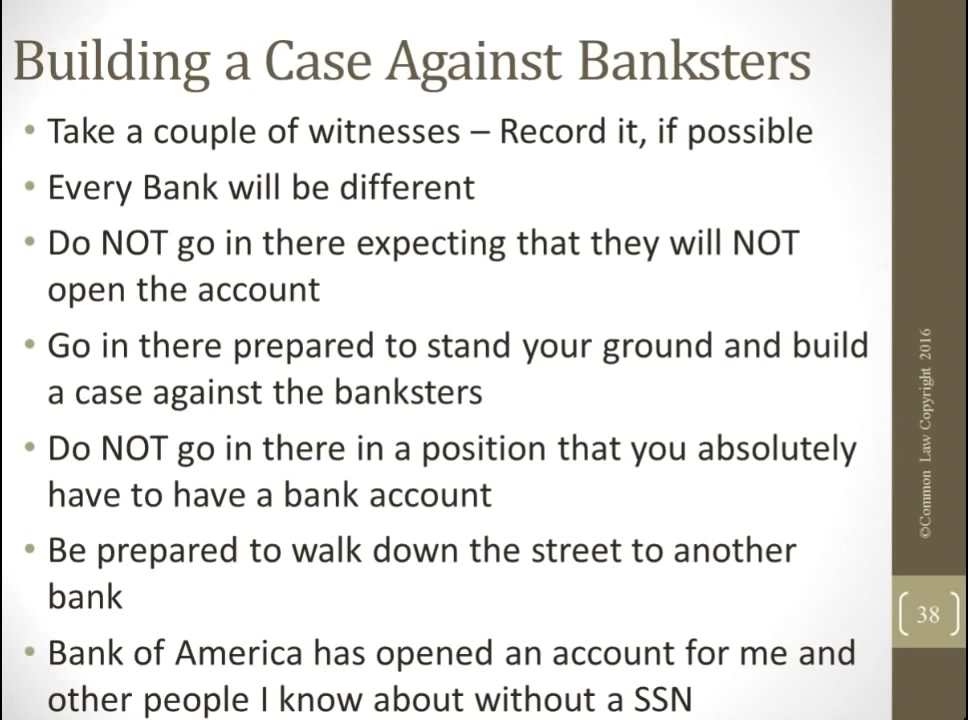 Building a Case Against Banksters
• Take a couple of witnesses – Record it, if possible
• Every Bank will be different
• Do NOT go in there expecting that they will NOT
open the account
• Go in there prepared to stand your ground and build
a case against the banksters
• Do NOT go in there in a position that you absolutely
have to have a bank account
• Be prepared to walk down the street to another
bank
• Bank of America has opened an account for me and
other people I know about without a SSN
©Common Law Copyright 2016
38